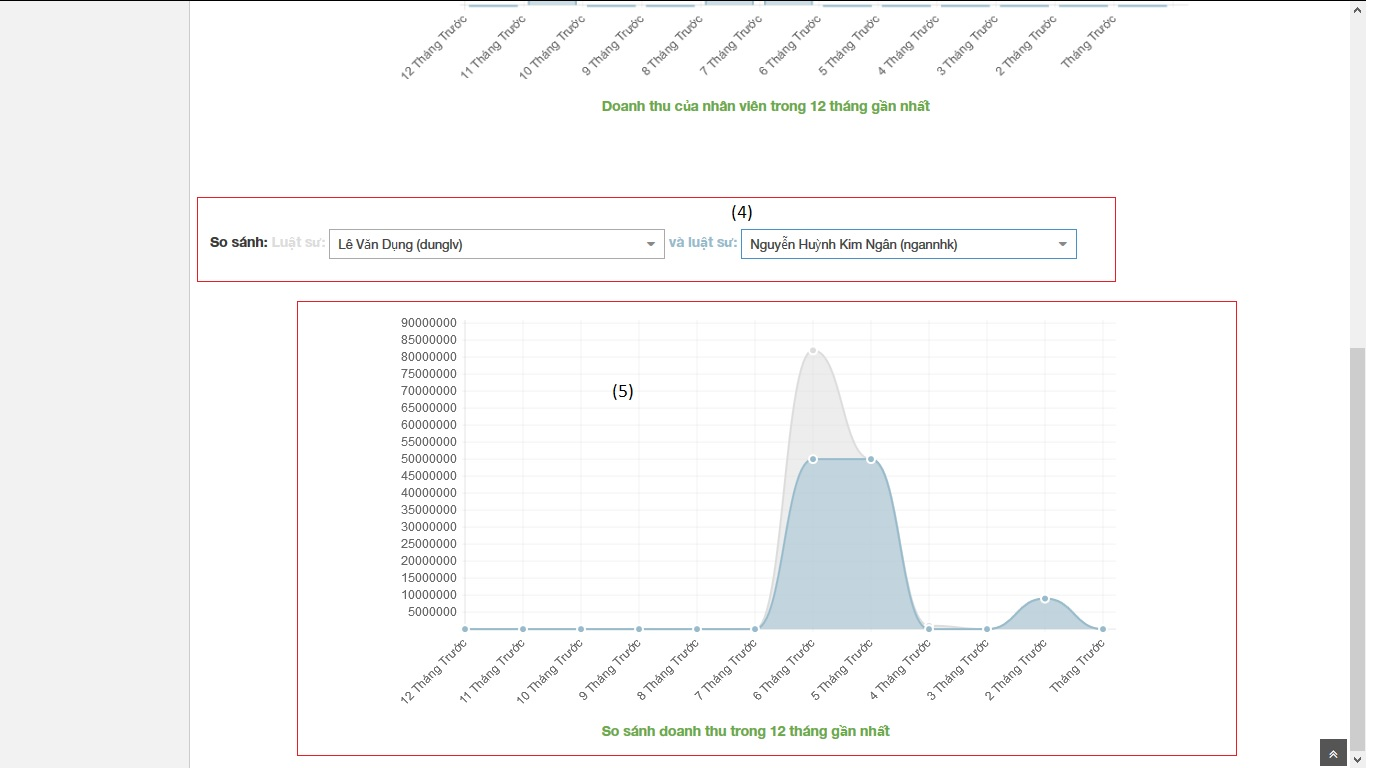 12 Tháng Trước
11 Tháng Trước
10 Tháng Trước
9 Tháng Trước
8 Tháng Trước
7 Tháng Trước
6 Tháng Trước
5 Tháng Trước
4 Tháng Trước
3 Tháng Trước
2 Tháng Trước
Tháng Trước
Doanh thu của nhân viên trong 12 tháng gần nhất
(4)
So sánh: Luật sư: Lê Văn Dụng (dunglv) và luật sư: Nguyễn Huỳnh Kim Ngân (ngannhk)
90000000
85000000
80000000
75000000
70000000
(5)
65000000
60000000
55000000
50000000
45000000
40000000
35000000
30000000
25000000
20000000
15000000
10000000
5000000
12 Tháng Trước
11 Tháng Trước
10 Tháng Trước
9 Tháng Trước
8 Tháng Trước
7 Tháng Trước
6 Tháng Trước
5 Tháng Trước
4 Tháng Trước
3 Tháng Trước
2 Tháng Trước
Tháng Trước
So sánh doanh thu trong 12 tháng gần nhất